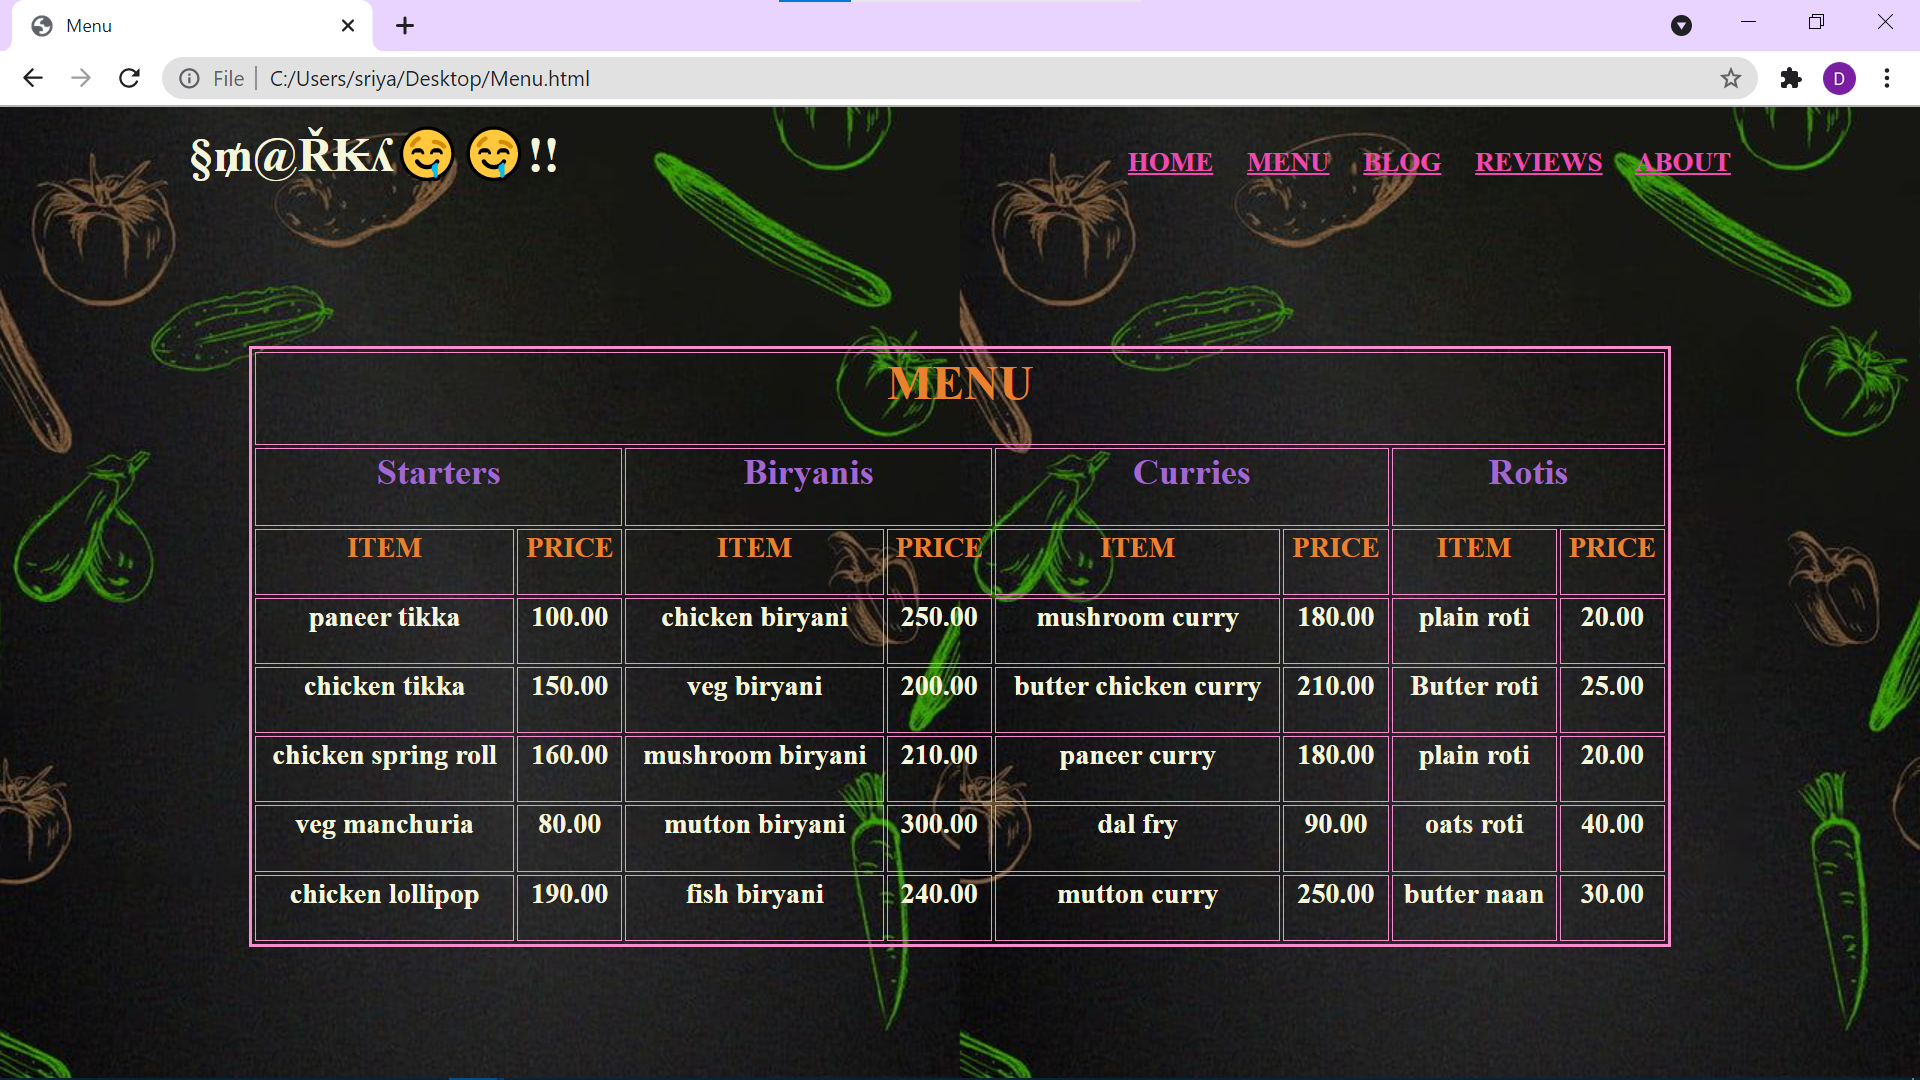 Menu
File | C:/Users/sriya/Desktop/Menu.html
D
§₥@ŘK̶ʎ🤤 🤤 !!
HOME MENU BLOG REVIEWS ABOUT
MENU
Starters Biryanis Curries Rotis
ITEM PRICE ITEM PRICE ITEM PRICE ITEM PRICE
paneer tikka 100.00 chicken biryani 250.00 mushroom curry 180.00 plain roti 20.00
chicken tikka 150.00 veg biryani 200.00 butter chicken curry 210.00 Butter roti 25.00
chicken spring roll 160.00 mushroom biryani 210.00 paneer curry 180.00 plain roti 20.00
veg manchuria 80.00 mutton biryani 300.00 dal fry 90.00 oats roti 40.00
chicken lollipop 190.00 fish biryani 240.00 mutton curry 250.00 butter naan 30.00